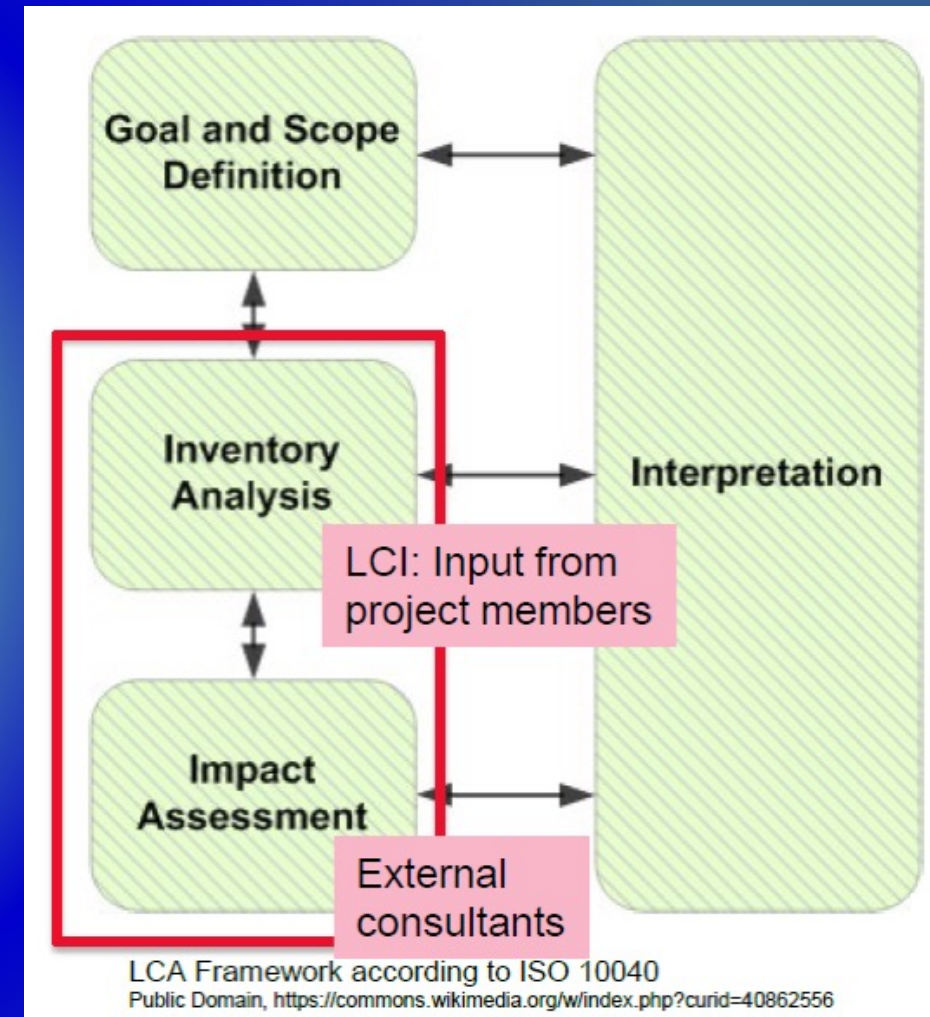 Goal and Scope
Definition
Inventory
Analysis
Interpretation
LCI: Input from
project members
Impact
Assessment
External
consultants
LCA Framework according to ISO 10040
Public Domain, https://commons.wikimedia.org/w/index.php?curid=40862556